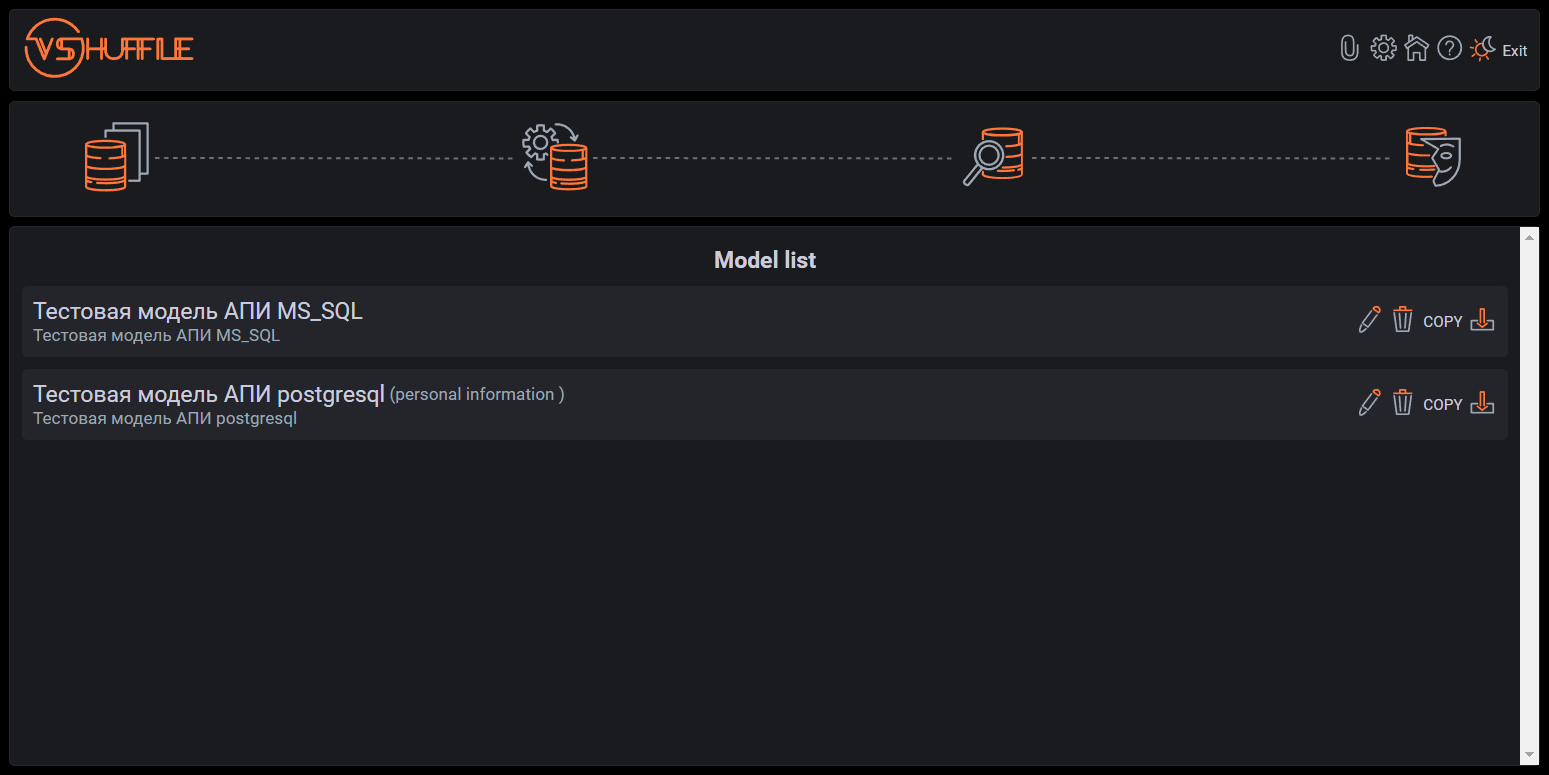 VSHUFFLE
Exit
Model list
Тестовая модель АПИ MS_SQL
Тестовая модель АПИ MS_SQL
COPY
Тестовая модель АПИ postgresql (personal information )
Тестовая модель АПИ postgresql
COPY